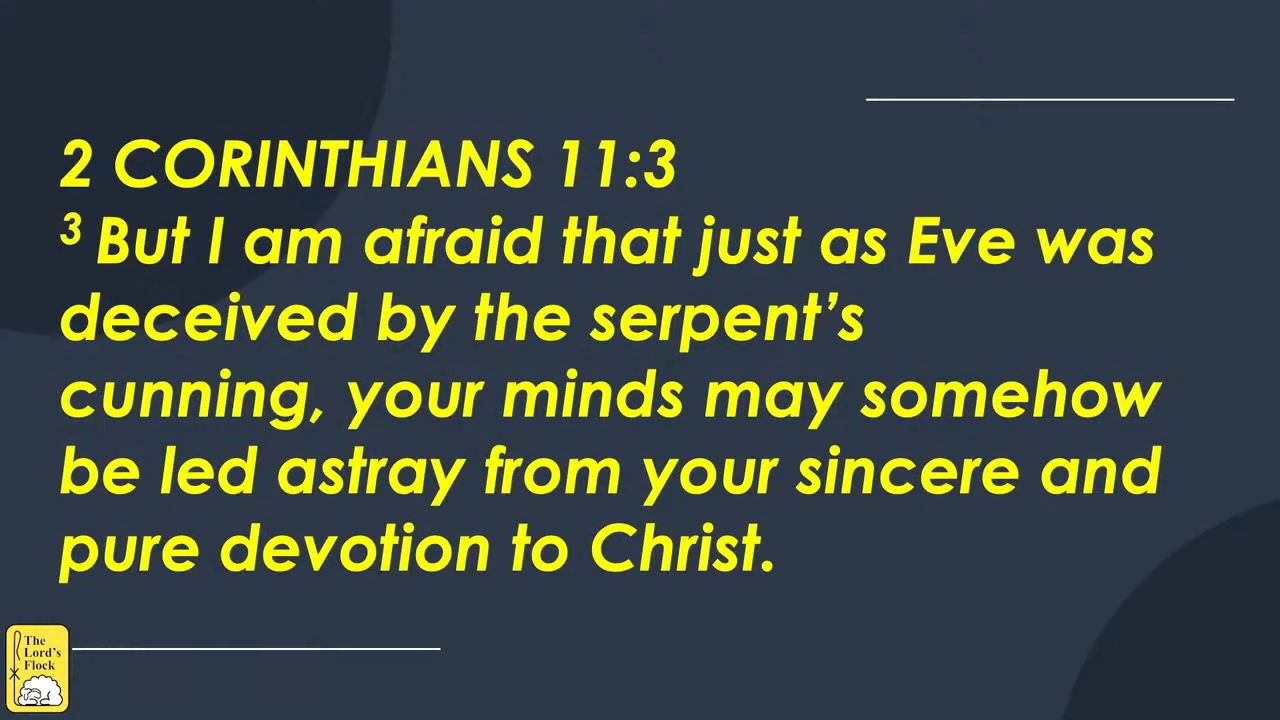 2 CORINTHIANS 11:3
³ But I am afraid that just as Eve was
deceived by the serpent’s
cunning, your minds may somehow
be led astray from your sincere and
pure devotion to Christ.
The
Lord's
Flock